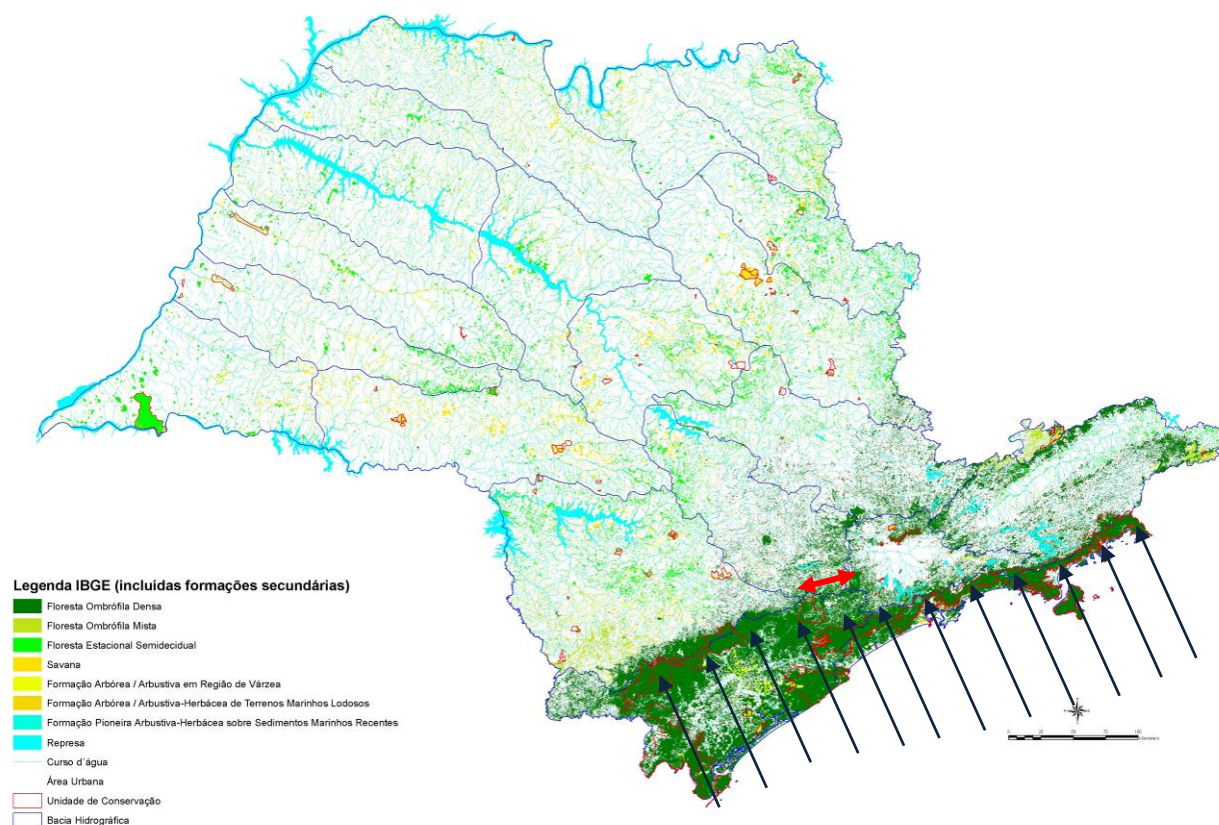 Legenda IBGE (incluídas formações secundárias)
Floresta Ombrófila Densa
Floresta Ombrófila Mista
Floresta Estacional Semidecidual
Savana
Formação Arbórea / Arbustiva em Região de Várzea
Formação Arbórea / Arbustiva-Herbácea de Terrenos Marinhos Lodosos
Formação Pioneira Arbustiva-Herbácea sobre Sedimentos Marinhos Recentes
Represa
Curso d´água
Área Urbana
Unidade de Conservação
Bacia Hidrográfica